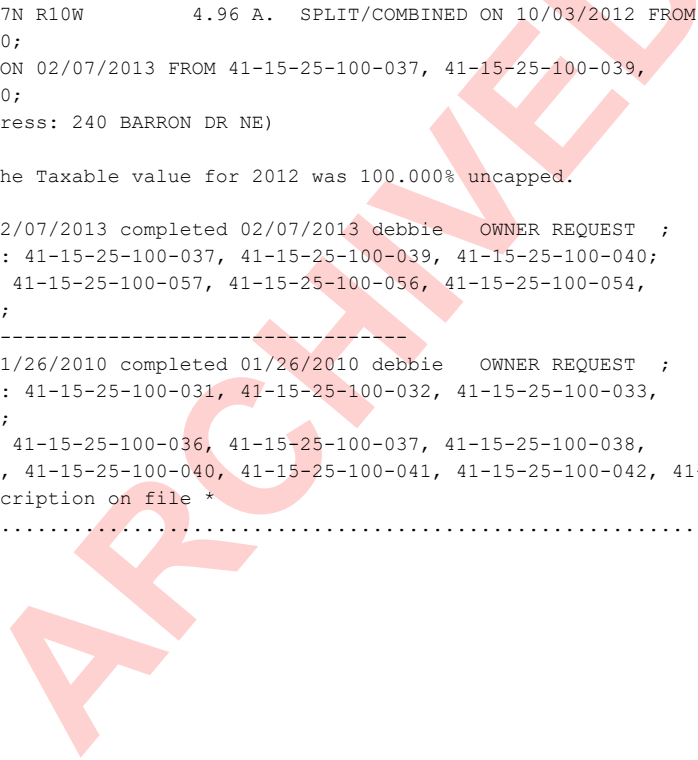 7N R10W 4.96 A. SPLIT/COMBINED ON 10/03/2012 FROM
0;
ON 02/07/2013 FROM 41-15-25-100-037, 41-15-25-100-039,
0;
ress: 240 BARRON DR NE)
he Taxable value for 2012 was 100.000% uncapped.
2/07/2013 completed 02/07/2013 debbie OWNER REQUEST ;
: 41-15-25-100-037, 41-15-25-100-039, 41-15-25-100-040;
41-15-25-100-057, 41-15-25-100-056, 41-15-25-100-054,
;
----------------------------------
1/26/2010 completed 01/26/2010 debbie OWNER REQUEST ;
: 41-15-25-100-031, 41-15-25-100-032, 41-15-25-100-033,
;
41-15-25-100-036, 41-15-25-100-037, 41-15-25-100-038,
, 41-15-25-100-040, 41-15-25-100-041, 41-15-25-100-042, 41-
cription on file *
..........................................................
ARCHIVED